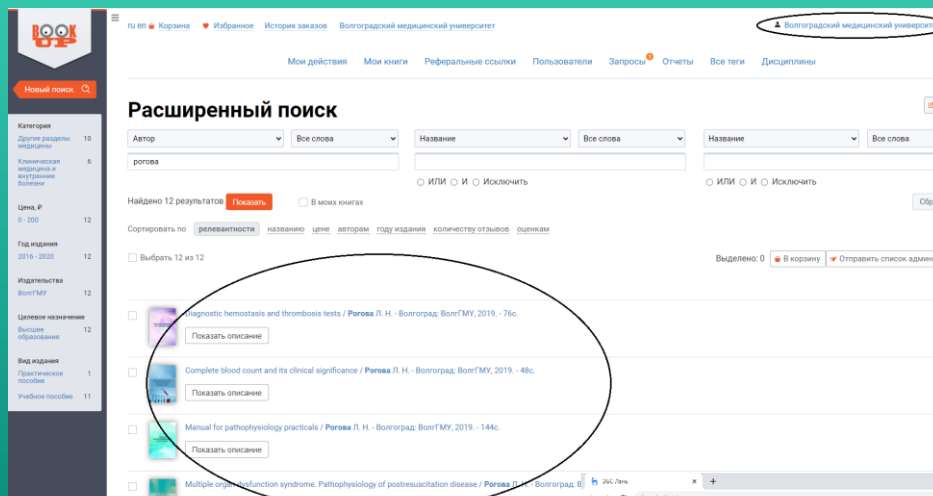 BOOK UP
ru en Корзина Избранное История заказов Волгоградский медицинский университет
Волгоградский медицинский
Мои действия Мои книги Реферальные ссылки Пользователи Запросы Отчеты Все теги Дисциплины
Новый поиск
Расширенный поиск
Категория
Другие разделы медицины 10
Клиническая медицина и внутренние болезни 6
Цена, ₽
0 - 200 12
Год издания
2016 - 2020 12
Издательства
ВолгГМУ 12
Целевое назначение
Высшее образование 12
Вид издания
Практическое пособие 1
Учебное пособие 11
Автор Все слова Название Все слова Название Все слова
рогова
ИЛИ И Исключить ИЛИ И Исключить
Найдено 12 результатов Показать В моих книгах
Сортировать по релевантности названию цене авторам году издания количеству отзывов оценкам
Выбрать 12 из 12 Выделено: 0 В корзину Отправить список
Diagnostic hemostasis and thrombosis tests / Рогова Л. Н. - Волгоград: ВолгГМУ, 2019. - 76с.
Показать описание
Complete blood count and its clinical significance / Рогова Л. Н. - Волгоград: ВолгГМУ, 2019. - 48с.
Показать описание
Manual for pathophysiology practicals / Рогова Л. Н. - Волгоград: ВолгГМУ, 2019. - 144с.
Показать описание
Multiple organ dysfunction syndrome. Pathophysiology of postresuscitation disease / Рогова Л. Н. - Волгоград:
ЭБС Лань